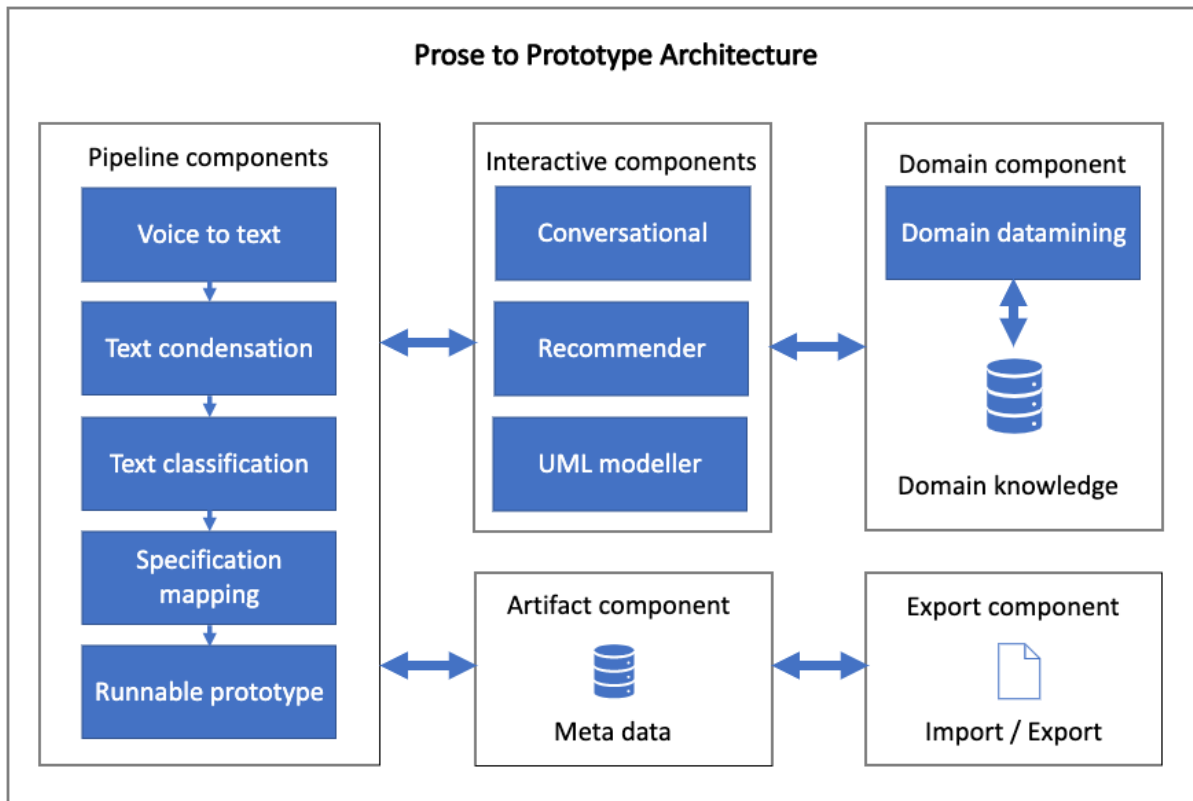 Prose to Prototype Architecture
Pipeline components
Voice to text
Text condensation
Text classification
Specification
mapping
Runnable prototype
Interactive components
Conversational
Recommender
UML modeller
Domain component
Domain datamining
Domain knowledge
Artifact component
Meta data
Export component
Import / Export